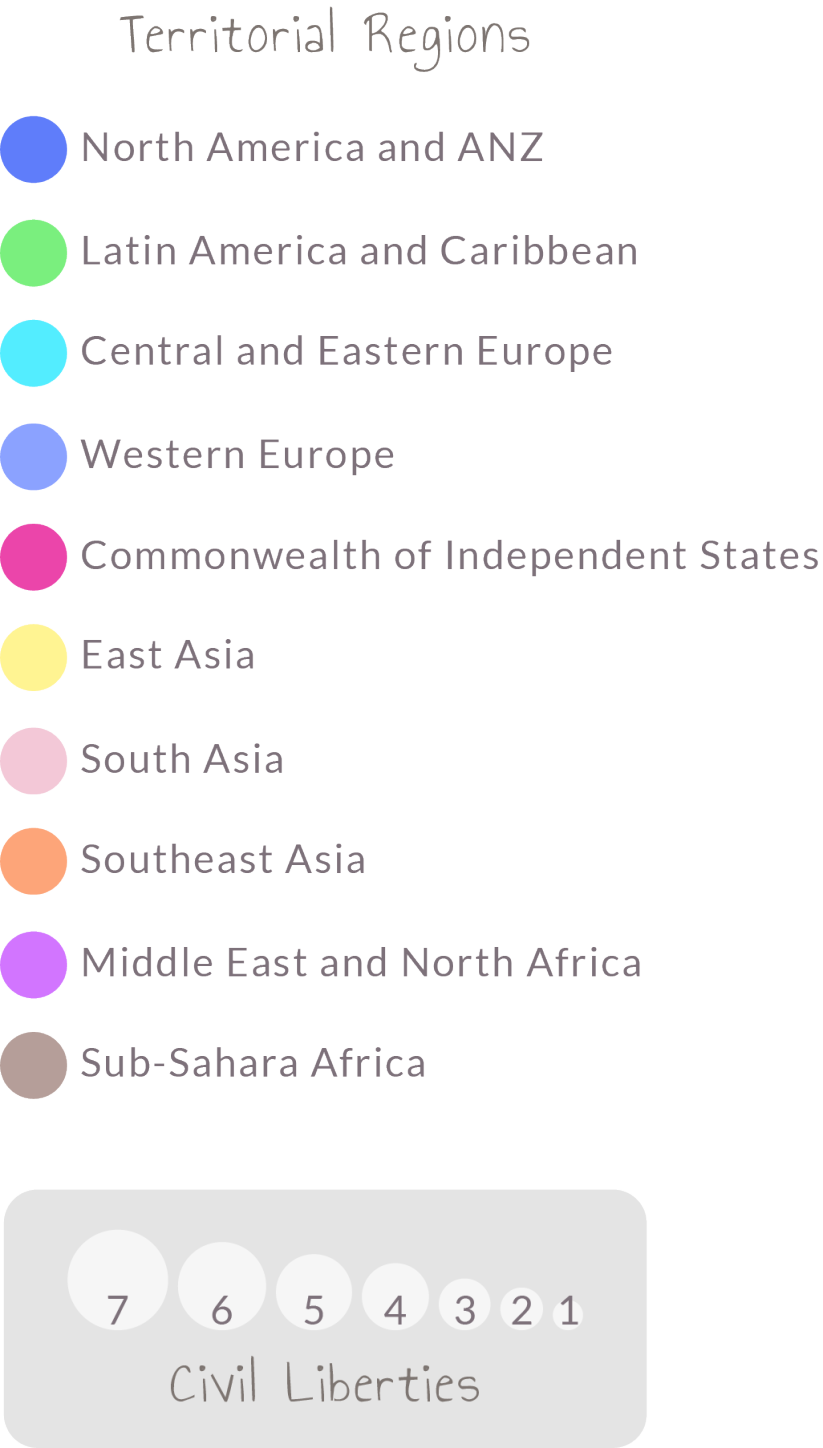 Territorial Regions
North America and ANZ
Latin America and Caribbean
Central and Eastern Europe
Western Europe
Commonwealth of Independent States
East Asia
South Asia
Southeast Asia
Middle East and North Africa
Sub-Sahara Africa
7 6 5 4 3 2 1
Civil Liberties